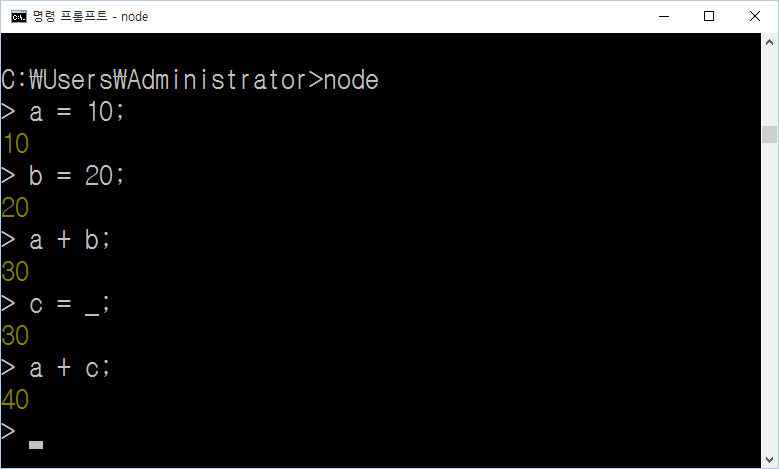 명령 프롬프트 - node
C:₩Users₩Administrator>node
> a = 10;
10
> b = 20;
20
> a + b;
30
> c = _;
30
> a + c;
40
>